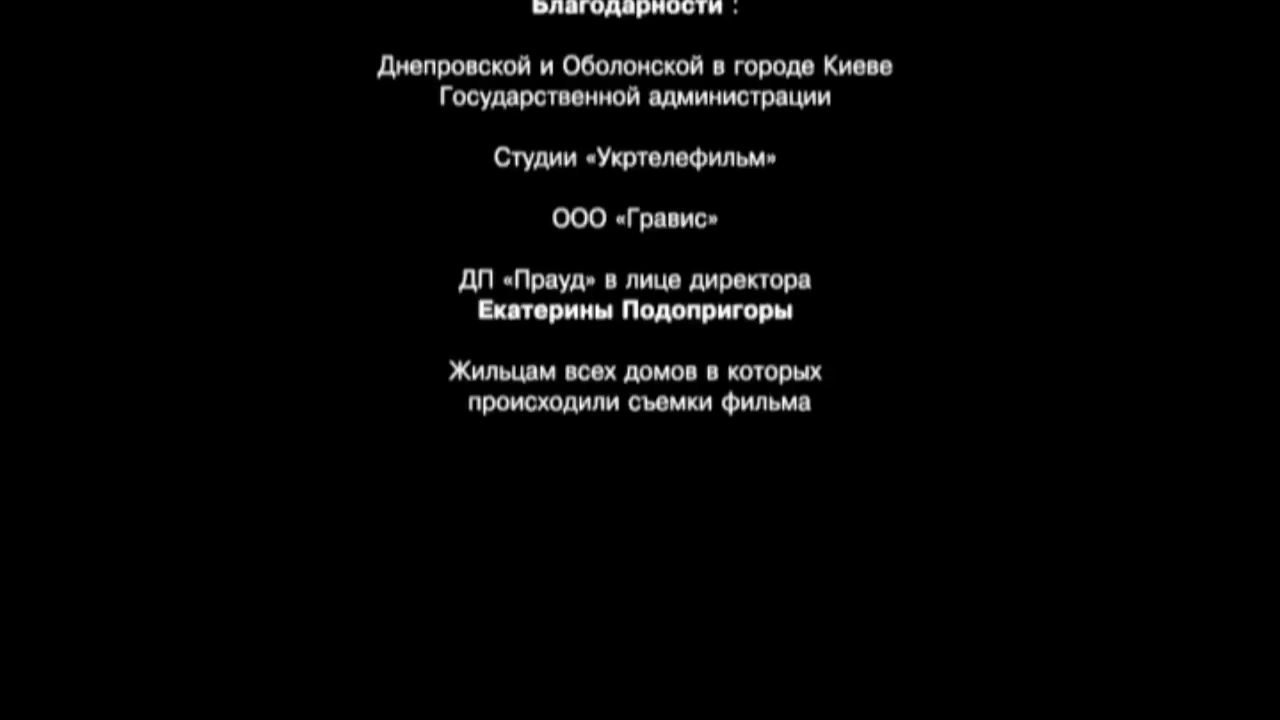 Благодарности :
Днепровской и Оболонской в городе Киеве
Государственной администрации
Студии «Укртелефильм»
ООО «Гравис»
ДП «Прауд» в лице директора
Екатерины Подопригоры
Жильцам всех домов в которых
происходили съемки фильма